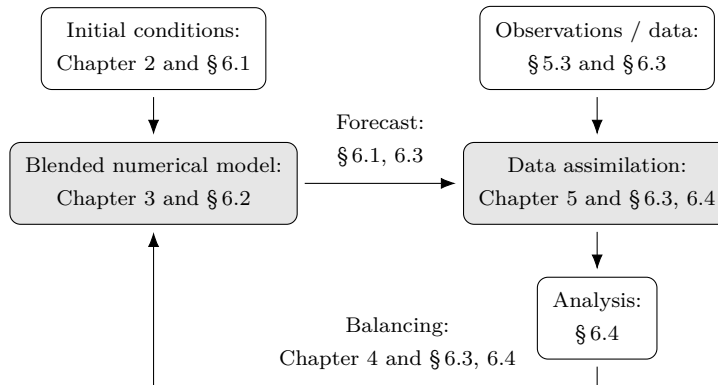 Initial conditions:
Chapter 2 and § 6.1
Observations / data:
§ 5.3 and § 6.3
Blended numerical model:
Chapter 3 and § 6.2
Forecast:
§ 6.1, 6.3
Data assimilation:
Chapter 5 and § 6.3, 6.4
Analysis:
§ 6.4
Balancing:
Chapter 4 and § 6.3, 6.4